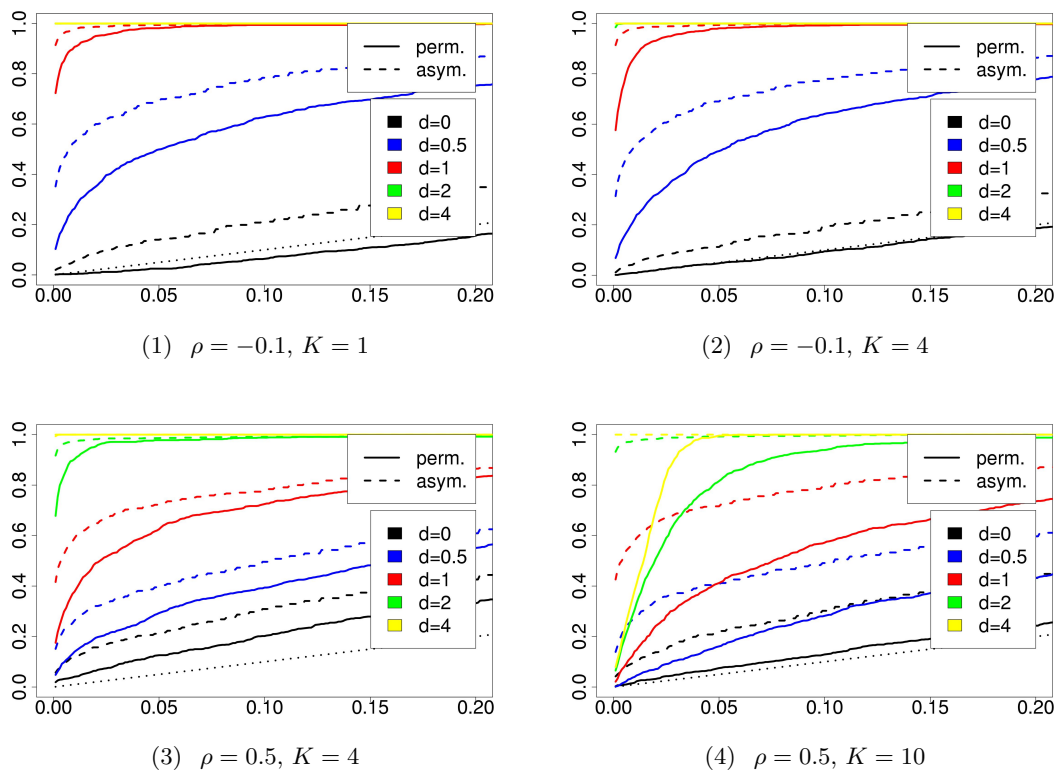 1.0
0.8
0.6
0.4
0.2
0.0
perm.
asym.
d=0
d=0.5
d=1
d=2
d=4
0.00 0.05 0.10 0.15 0.20
(1) ρ = −0.1, K = 1
1.0
0.8
0.6
0.4
0.2
0.0
perm.
asym.
d=0
d=0.5
d=1
d=2
d=4
0.00 0.05 0.10 0.15 0.20
(2) ρ = −0.1, K = 4
1.0
0.8
0.6
0.4
0.2
0.0
perm.
asym.
d=0
d=0.5
d=1
d=2
d=4
0.00 0.05 0.10 0.15 0.20
(3) ρ = 0.5, K = 4
1.0
0.8
0.6
0.4
0.2
0.0
perm.
asym.
d=0
d=0.5
d=1
d=2
d=4
0.00 0.05 0.10 0.15 0.20
(4) ρ = 0.5, K = 10